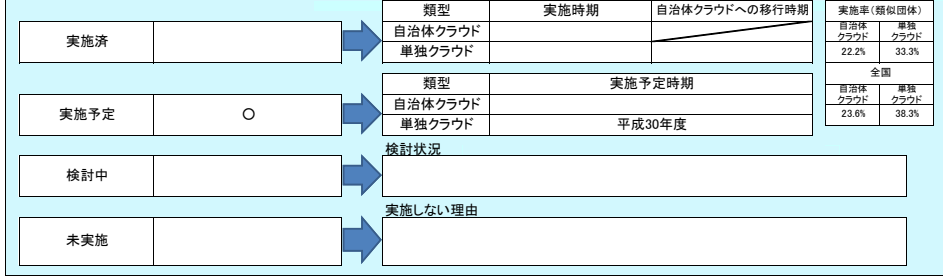 類型 実施時期 自治体クラウドへの移行時期
実施済
自治体クラウド
単独クラウド
実施率(類似団体)
自治体クラウド 単独クラウド
22.2% 33.3%
全国
自治体クラウド 単独クラウド
23.6% 38.3%
類型 実施予定時期
実施予定 ○
自治体クラウド
単独クラウド 平成30年度
検討状況
検討中
実施しない理由
未実施